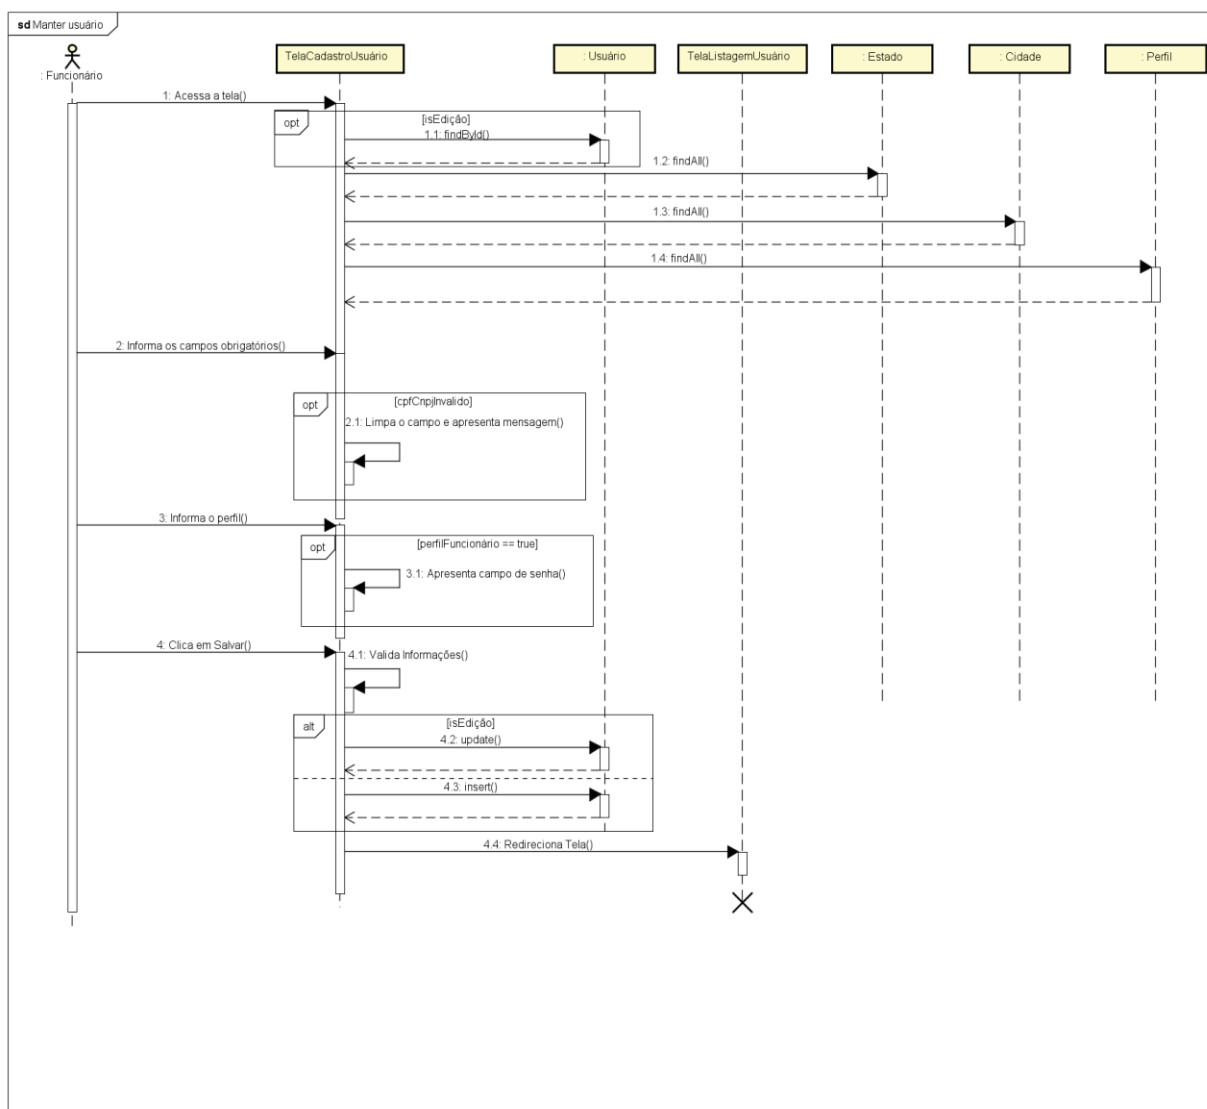 sd Manter usuário
: Funcionário
TelaCadastroUsuário
: Usuário
TelaListagemUsuário
: Estado
: Cidade
: Perfil
1: Acessa a tela()
opt
[isEdição]
1.1: findById()
1.2: findAll()
1.3: findAll()
1.4: findAll()
2: Informa os campos obrigatórios()
opt
[cpfCnpjInvalido]
2.1: Limpa o campo e apresenta mensagem()
3: Informa o perfil()
opt
[perfilFuncionário == true]
3.1: Apresenta campo de senha()
4: Clica em Salvar()
4.1: Valida Informações()
alt
[isEdição]
4.2: update()
4.3: insert()
4.4: Redireciona Tela()